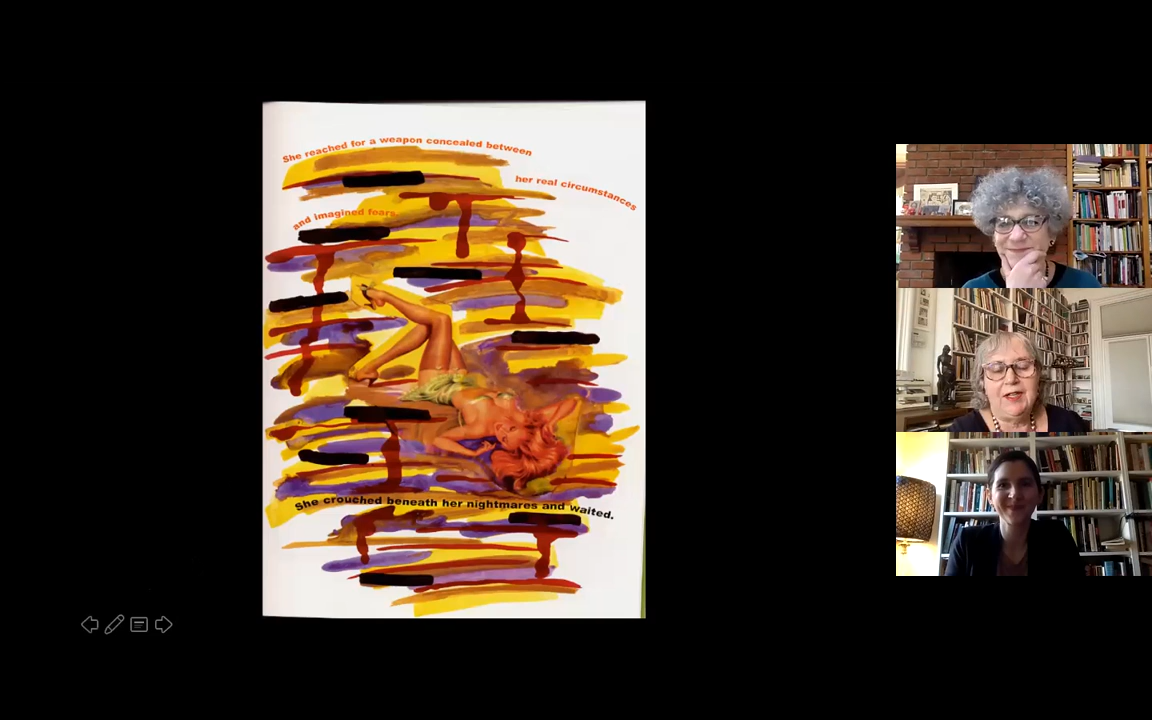 She reached for a weapon concealed between
her real circumstances
and imagined fears.
She crouched beneath her nightmares and waited.